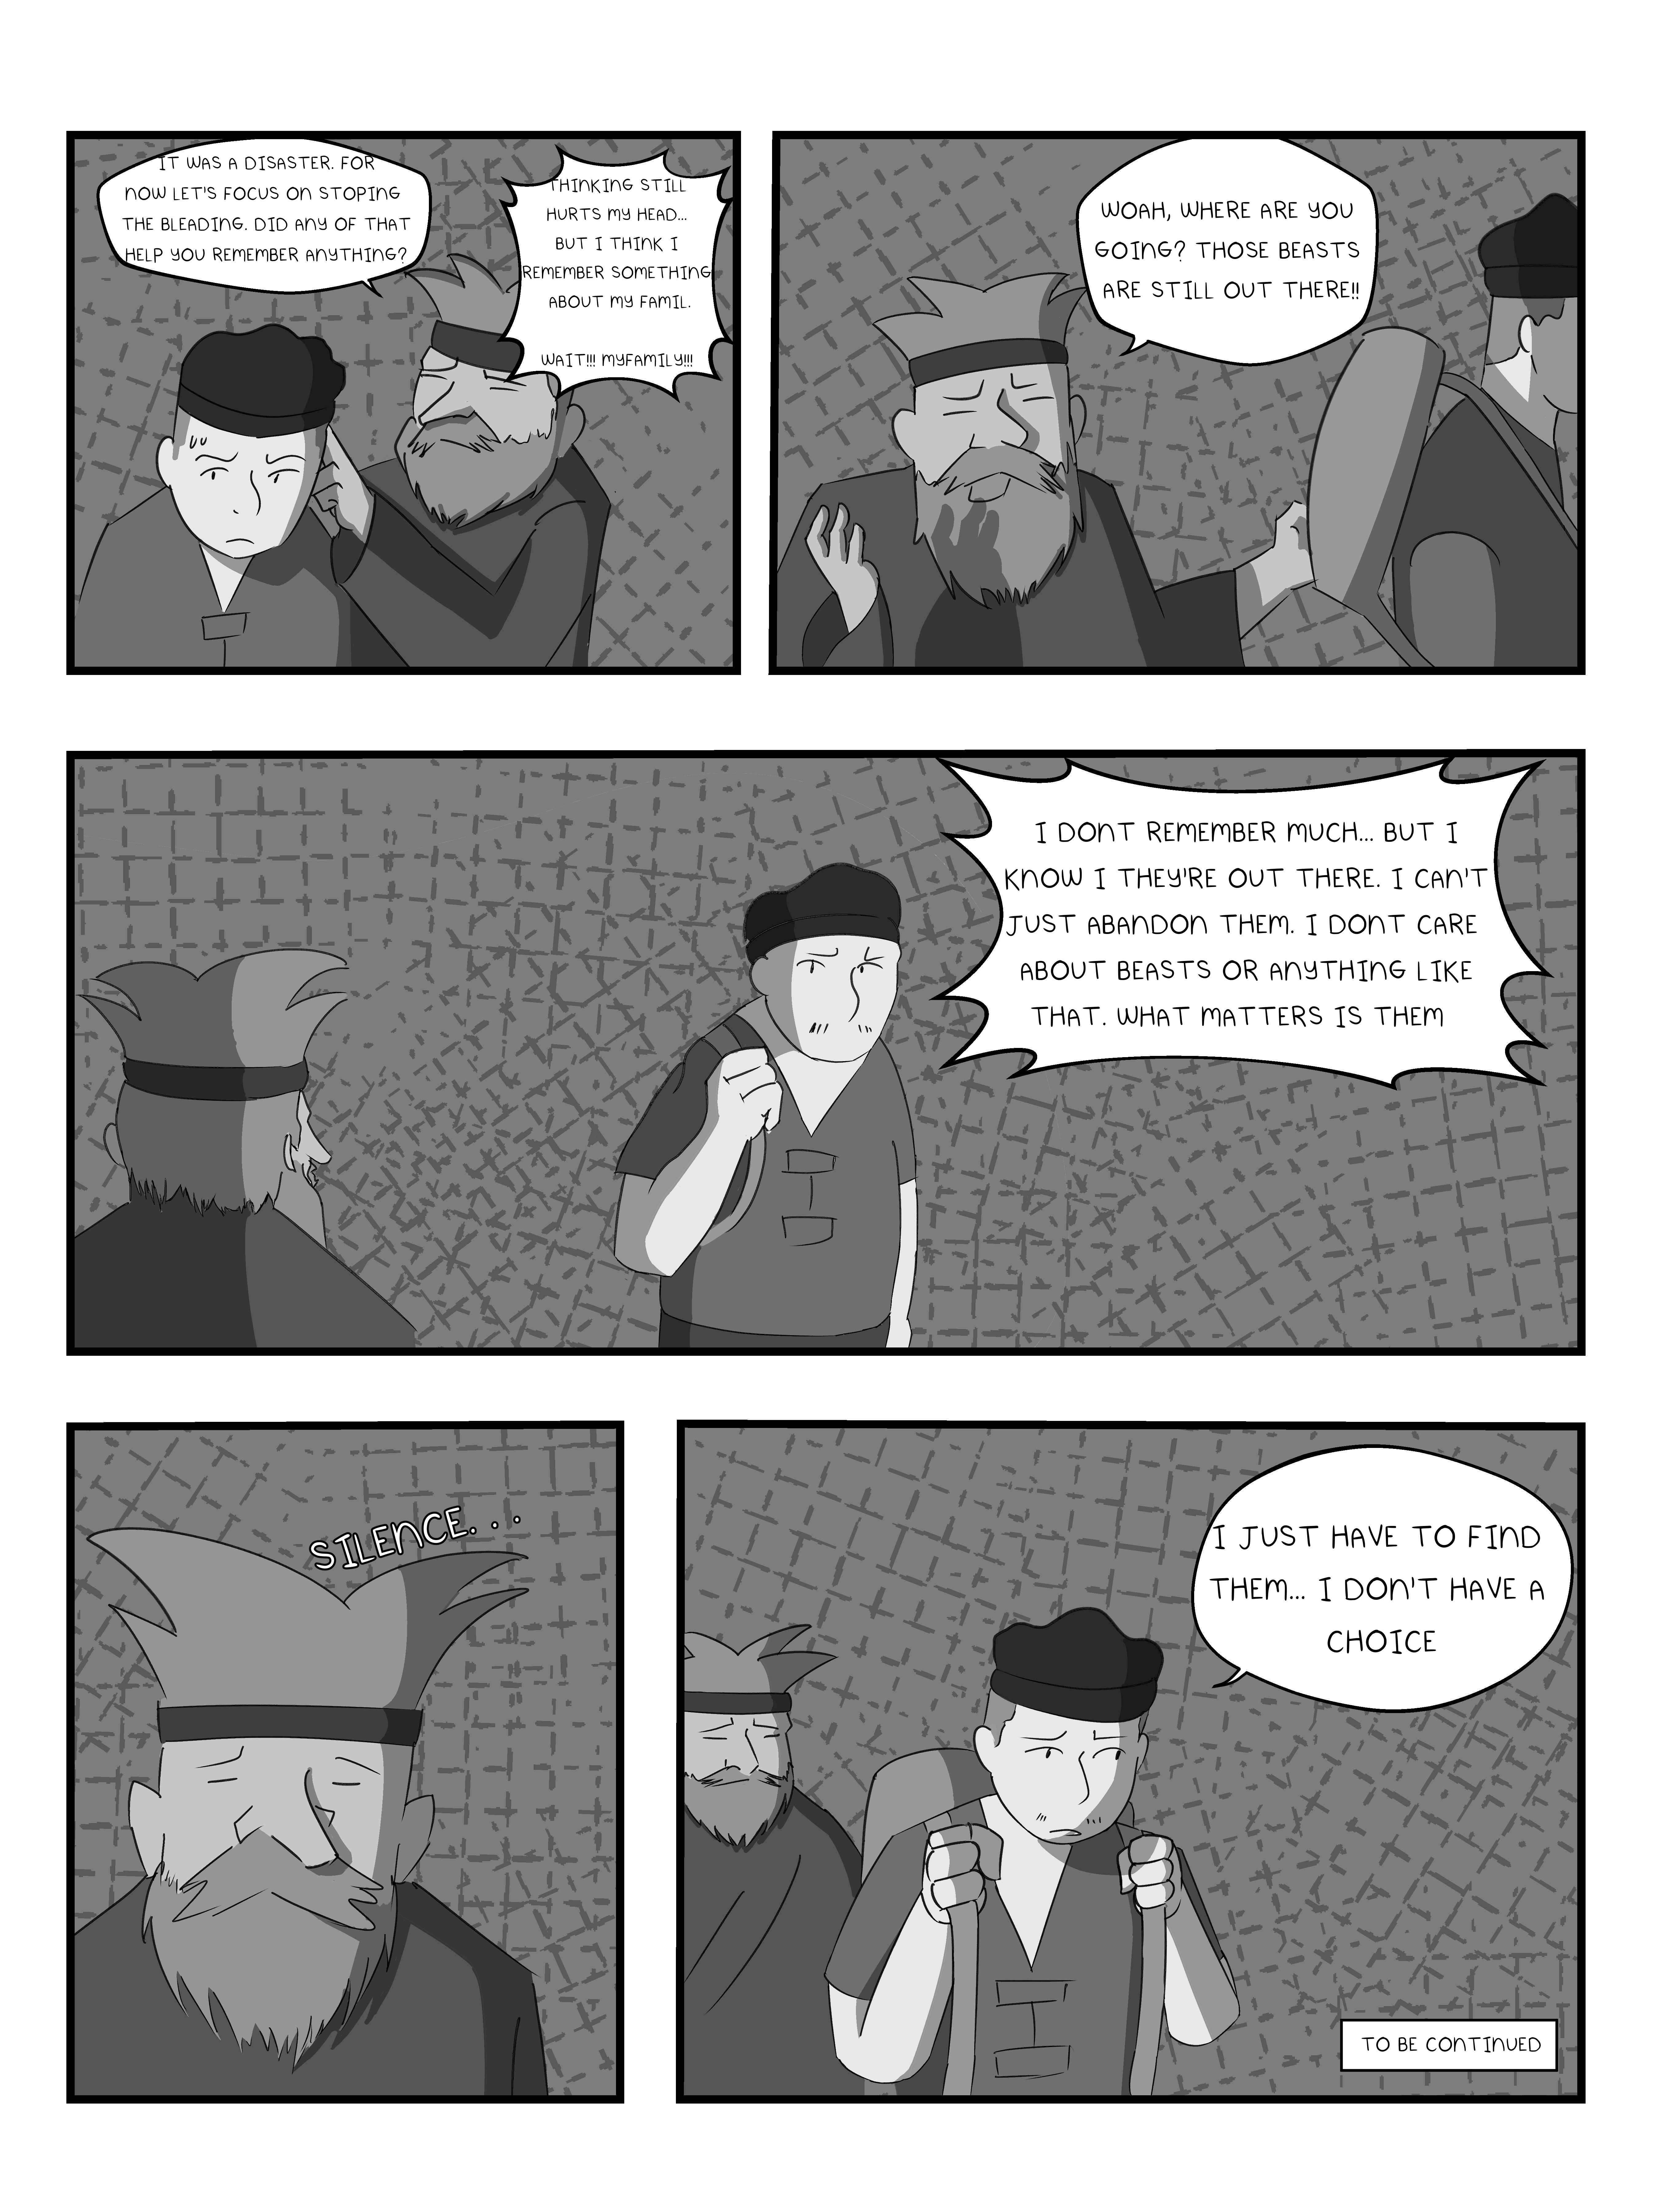 IT WAS A DISASTER. FOR
NOW LET'S FOCUS ON STOPING
THE BLEADING. DID ANY OF THAT
HELP YOU REMEMBER ANYTHING?
THINKING STILL
HURTS MY HEAD...
BUT I THINK I
REMEMBER SOMETHING
ABOUT MY FAMIL.
WAIT!!! MYFAMILY!!!
WOAH, WHERE ARE YOU
GOING? THOSE BEASTS
ARE STILL OUT THERE!!
I DONT REMEMBER MUCH... BUT I
KNOW I THEY'RE OUT THERE. I CAN'T
JUST ABANDON THEM. I DONT CARE
ABOUT BEASTS OR ANYTHING LIKE
THAT. WHAT MATTERS IS THEM
SILENCE. . .
I JUST HAVE TO FIND
THEM... I DON'T HAVE A
CHOICE
TO BE CONTINUED